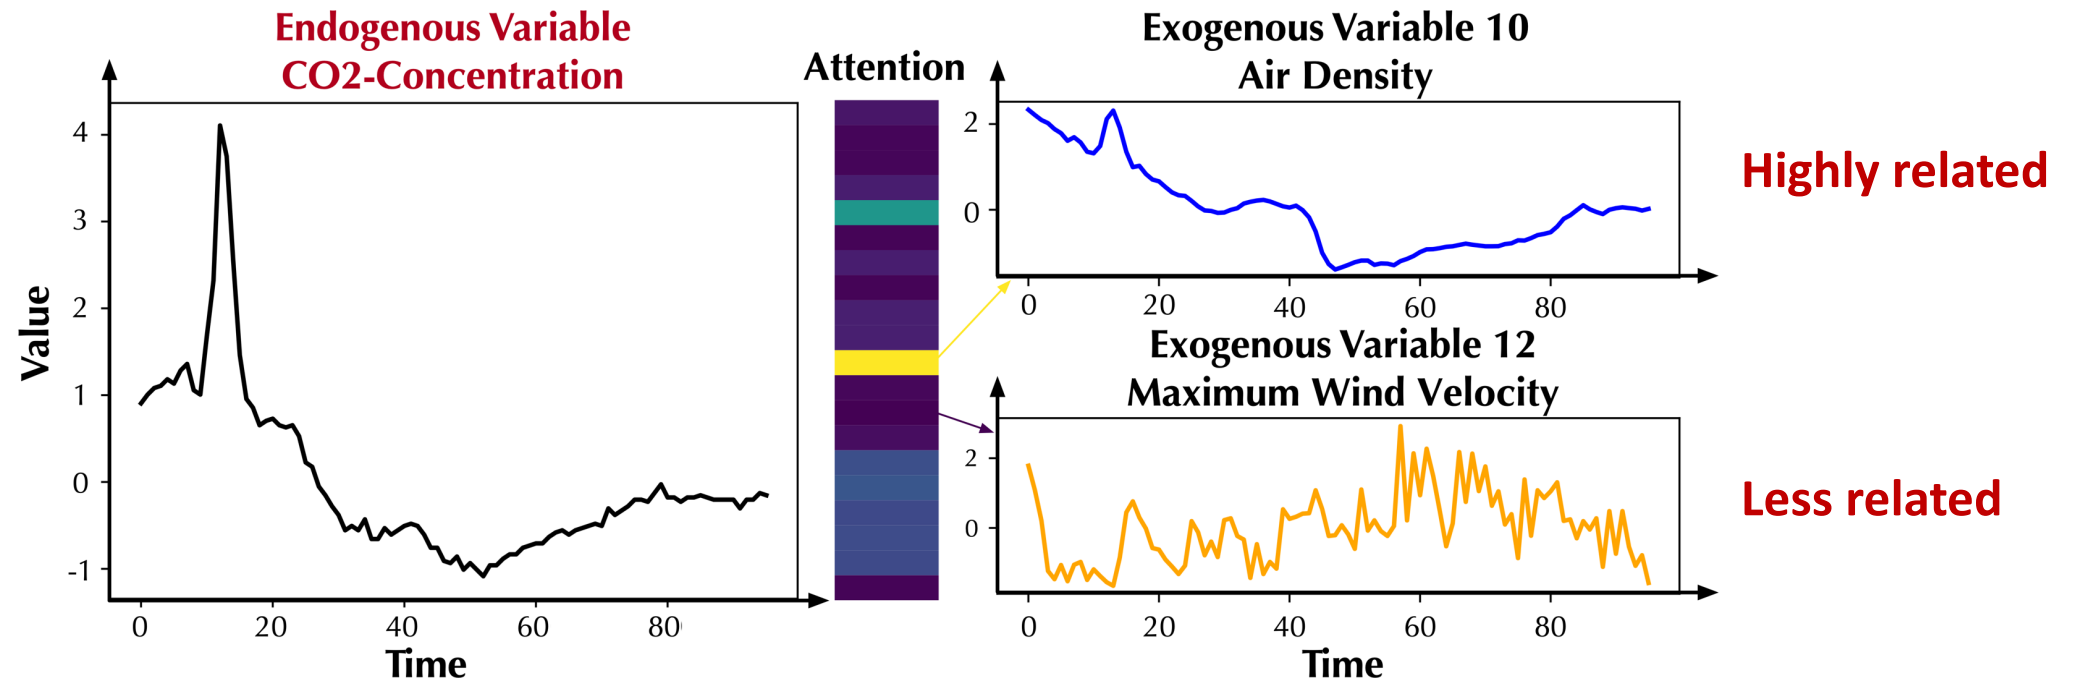 Endogenous Variable
CO2-Concentration
Value
4
3
2
1
0
-1
0 20 40 60 80
Time
Attention
Exogenous Variable 10
Air Density
2
0
0 20 40 60 80
Highly related
Exogenous Variable 12
Maximum Wind Velocity
2
0
0 20 40 60 80
Time
Less related